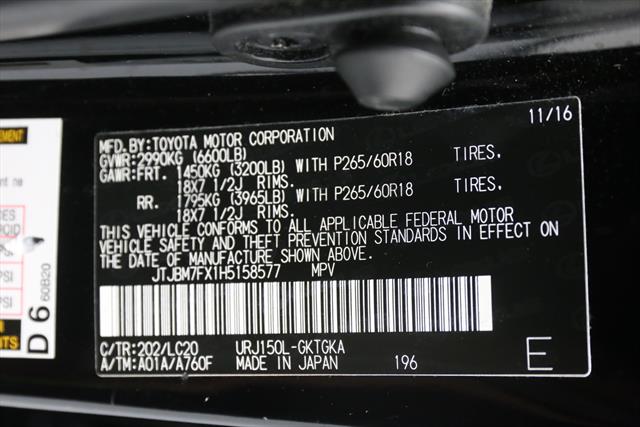 11/16
MFD.BY:TOYOTA MOTOR CORPORATION
GVWR:2990KG (6600LB)
GAWR:FRT. 1450KG (3200LB) WITH P265/60R18 TIRES.
18X7 1/2J RIMS.
RR. 1795KG (3965LB) WITH P265/60R18 TIRES.
18X7 1/2J RIMS.
THIS VEHICLE CONFORMS TO ALL APPLICABLE FEDERAL MOTOR
VEHICLE SAFETY AND THEFT PREVENTION STANDARDS IN EFFECT ON
THE DATE OF MANUFACTURE SHOWN ABOVE.
JTJBM7FX1H5158577 MPV
C/TR:202/LC20 URJ150L-GKTGKA
A/TM:A01A/A760F MADE IN JAPAN 196 E
D6
60B20